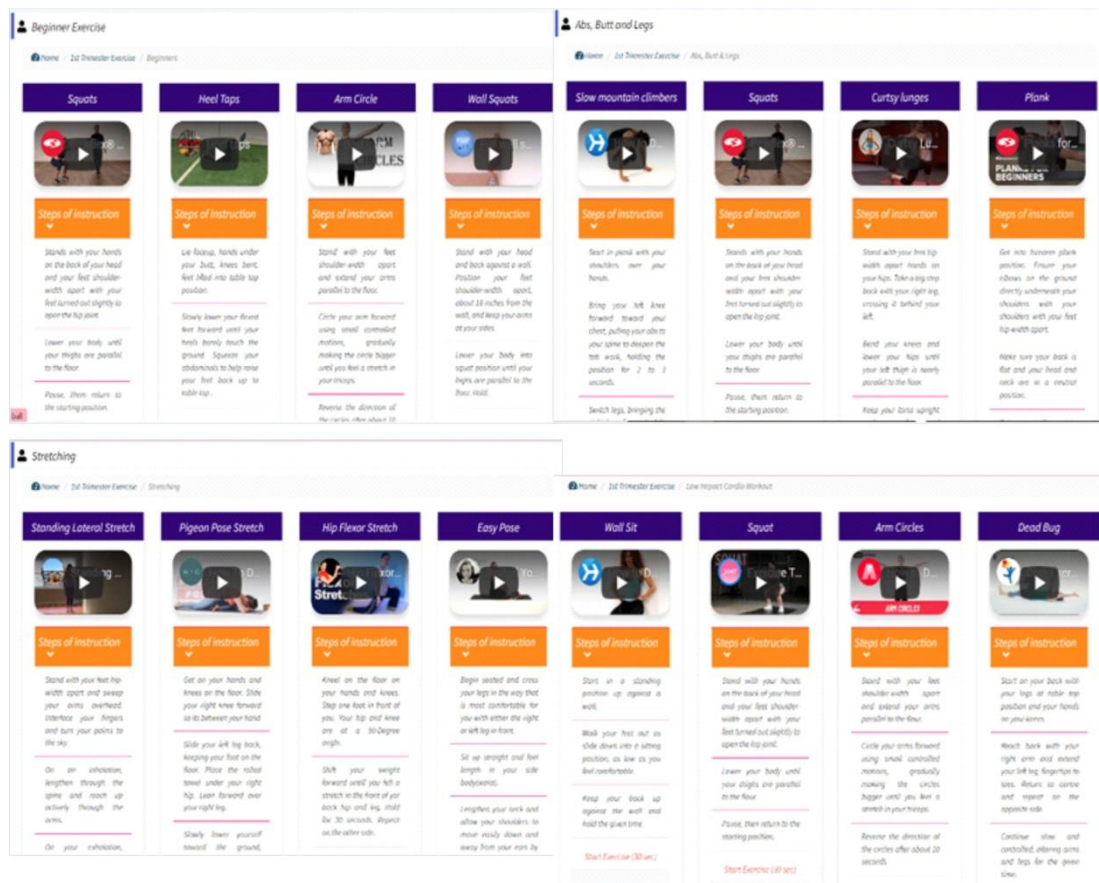 Beginner Exercise
Home / 1st Trimester Exercise / Beginners
Squats
Steps of instruction
Stands with your hands
on the back of your head
and your feet shoulder-
width apart with your
feet turned out slightly to
open the hip joint.
Lower your body until
your thighs are parallel
to the floor.
Pause, them return to
the starting position.
Heel Taps
Steps of instruction
Lie faceup, hands under
your butt, knees bent,
feet lifted into table top
position.
Slowly lower your flexed
feet forward until your
heels barely touch the
ground. Squeeze your
abdominals to help raise
your feet back up to
table top .
Arm Circle
Steps of instruction
Stand with your feet
shoulder-width apart
and extend your arms
parallel to the floor.
Circle your arm forward
using small controlled
motions, gradually
making the circle bigger
until you feel a stretch in
your triceps.
Reverse the direction of
the circles after about 10
Wall Squats
Steps of instruction
Stand with your head
and back against a wall.
Position your feet
shoulder-width apart,
about 18 inches from the
wall, and keep your arms
at your sides.
Lower your body into
squat position until your
highs are parallel to the
floor. Hold.
Abs, Butt and Legs
Home / 1st Trimester Exercise / Abs, Butt & Legs
Slow mountain climbers
Steps of instruction
Start in plank with your
shoulders over your
hands.
Bring your left knee
forward toward your
chest, pulling your abs to
your spine to deepen the
tab work, holding the
position for 2 to 3
seconds.
Switch legs, bringing the
Squats
Steps of instruction
Stands with your hands
on the back of your head
and your feet shoulder
width apart with your
feet turned out slightly to
open the hip joint.
Lower your body until
your thighs are parallel
to the floor.
Pause, then return to
the starting position.
Curtsy lunges
Steps of instruction
Stand with your feet hip-
width apart hands on
your hips. Take a big step
back with your right leg,
crossing it behind your
left.
Bend your knees and
lower your hips until
your left thigh is nearly
parallel to the floor.
Keep your torso upright
Plank
PLANKS FOR
BEGINNERS
Steps of instruction
Get into forearm plank
position. Ensure your
elbows on the ground
directly underneath your
shoulders with your
shoulders with your feet
hip-width apart.
Make sure your back is
flat and your head and
neck are in a neutral
position.
Stretching
Home / 1st Trimester Exercise / Stretching
Standing Lateral Stretch
Steps of instruction
Stand with your feet hip-
width apart and sweep
your arms overhead.
Interface your fingers
and turn your palms to
the sky.
On an exhalation,
lengthen through the
spine and reach up
actively through the
arms.
On your exhalation,
Pigeon Pose Stretch
Steps of instruction
Get on your hands and
knees on the floor. Slide
your right knee forward
so its between your hand
Slide your left leg back,
keeping your foot on the
floor. Place the rolled
towel under your right
hip. Lean forward over
your right leg.
Slowly lower yourself
toward the ground,
Hip Flexor Stretch
Steps of instruction
Kneel on the floor on
your hands and knees.
Step one foot in front of
you. Your hip and knee
are at a 90-Degree
angle.
Shift your weight
forward until you felt a
stretch in the front of yor
back hip and leg. Hold
for 30 seconds. Repeat
on the other side.
Easy Pose
Steps of instruction
Begin seated and cross
your legs in the way that
is most comfortable for
you with either the right
or left leg in front.
Sit up straight and feel
length in your side
Lengthen your neck and
allow your shoulders to
move easily down and
away from your ears by
Home / 1st Trimester Exercise / Low Impact Cardio Workout
Wall Sit
Steps of instruction
Start in a standing
position up against a
wall.
Walk your feet out as
slide down into a sitting
position, as low as you
feel comfortable.
Keep your back up
against the wall and
hold the given time.
Start Exercise (30 sec)
Squat
Steps of instruction
Stand with your hands
on the back of your head
and your feet shoulder-
width apart with your
feet turned out slightly to
open the hip joint.
Lower your body until
your thighs are parallel
to the floor.
Pause, then return to the
starting position.
Start Exercise (30 sec)
Arm Circles
ARM CIRCLES
Steps of instruction
Stand with your feet
shoulder-width apart
and extend your arms
parallel to the floor.
Circle your arms forward
using small controlled
motions, gradually
making the circles
bigger until you feel a
stretch in your triceps.
Reverse the direction of
the circles after about 20
seconds.
Dead Bug
Steps of instruction
Start on your back with
your legs at table top
position and your hands
on your knees.
Reach back with your
right arm and extend
your left leg, fingertips to
toes. Return to centre
and repeat on the
opposite side.
Continue slow and
controlled, altering arms
and legs for the given
time.